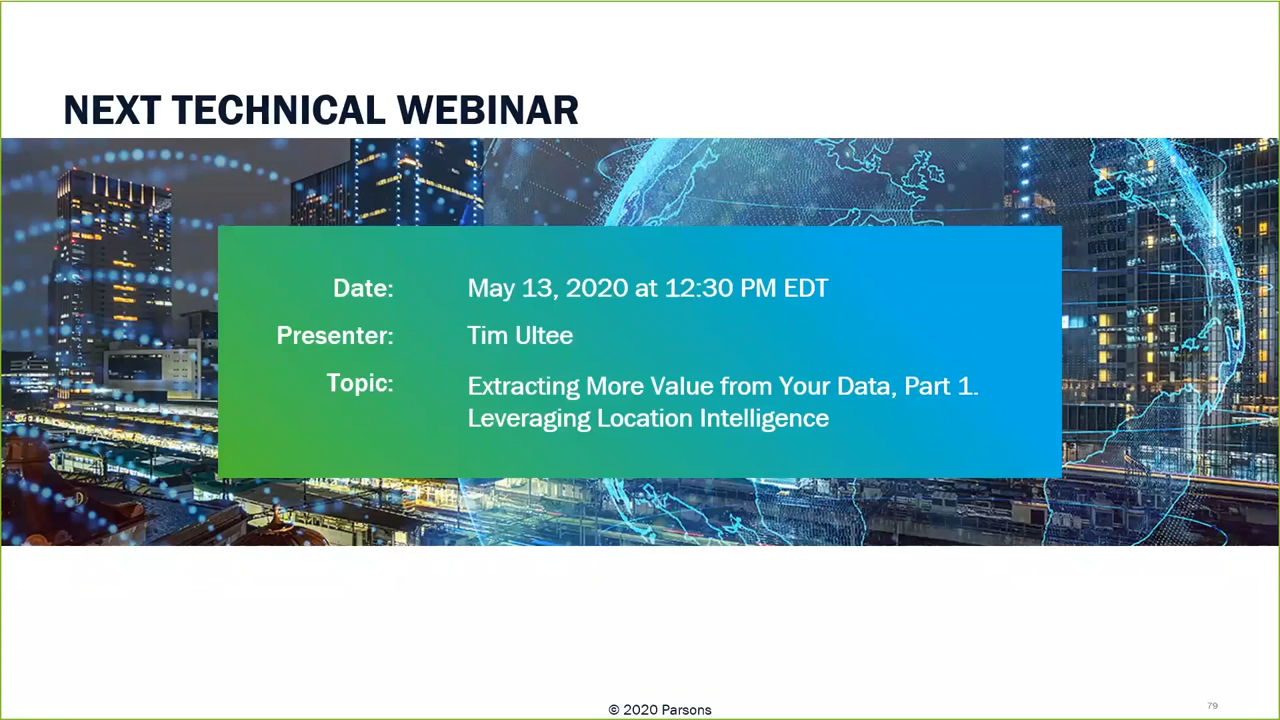 NEXT TECHNICAL WEBINAR
Date: May 13, 2020 at 12:30 PM EDT
Presenter: Tim Ultee
Topic: Extracting More Value from Your Data, Part 1.
Leveraging Location Intelligence
© 2020 Parsons
79